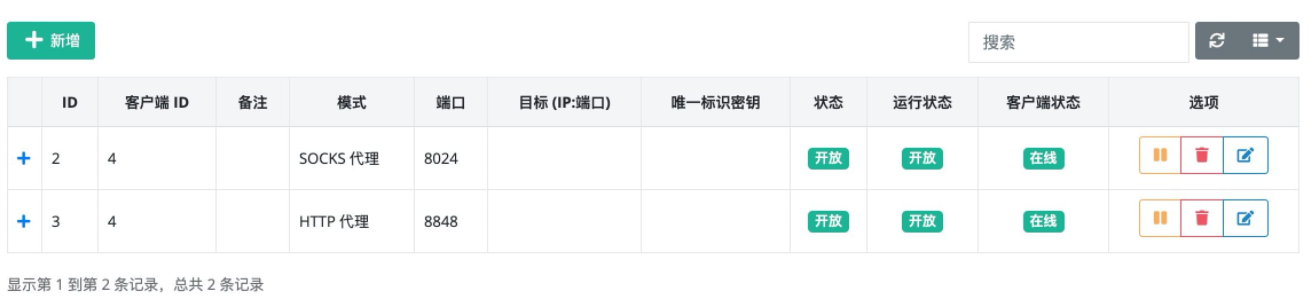 新增
搜索
ID 客户端 ID 备注 模式 端口 目标 (IP:端口) 唯一标识密钥 状态 运行状态 客户端状态 选项
2 4 SOCKS 代理 8024 开放 开放 在线
3 4 HTTP 代理 8848 开放 开放 在线
显示第 1 到第 2 条记录，总共 2 条记录